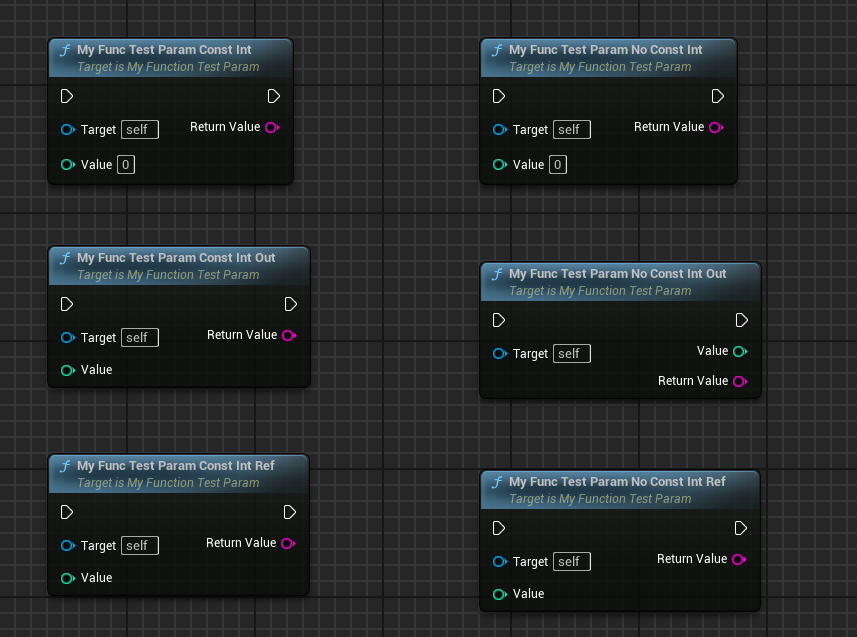 My Func Test Param Const Int
Target is My Function Test Param
Target self
Return Value
Value 0
My Func Test Param No Const Int
Target is My Function Test Param
Target self
Return Value
Value 0
My Func Test Param Const Int Out
Target is My Function Test Param
Target self
Return Value
Value
My Func Test Param No Const Int Out
Target is My Function Test Param
Target self
Value
Return Value
My Func Test Param Const Int Ref
Target is My Function Test Param
Target self
Return Value
Value
My Func Test Param No Const Int Ref
Target is My Function Test Param
Target self
Return Value
Value